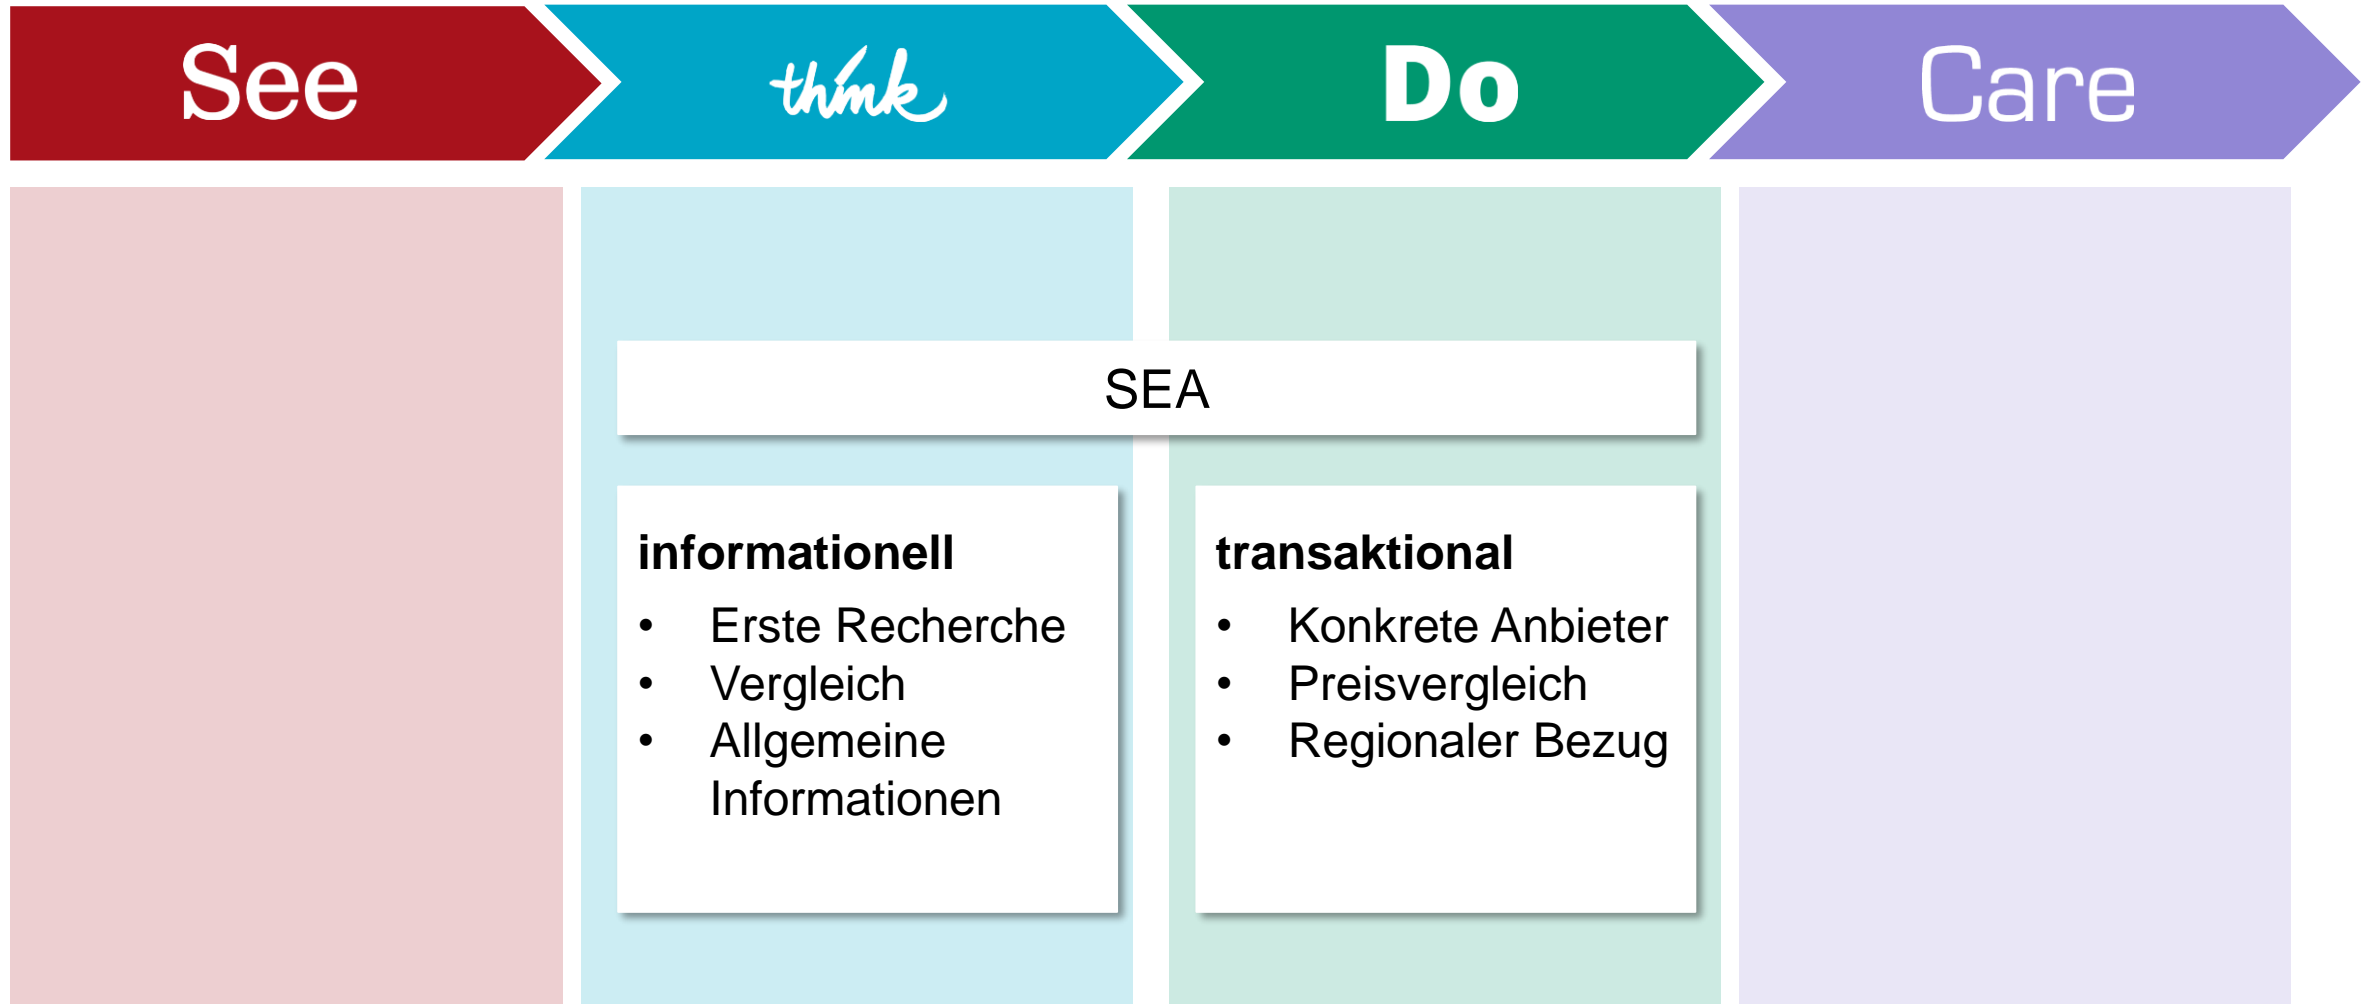 See
think
Do
Care
SEA
informationell
• Erste Recherche
• Vergleich
• Allgemeine
Informationen
transaktional
• Konkrete Anbieter
• Preisvergleich
• Regionaler Bezug